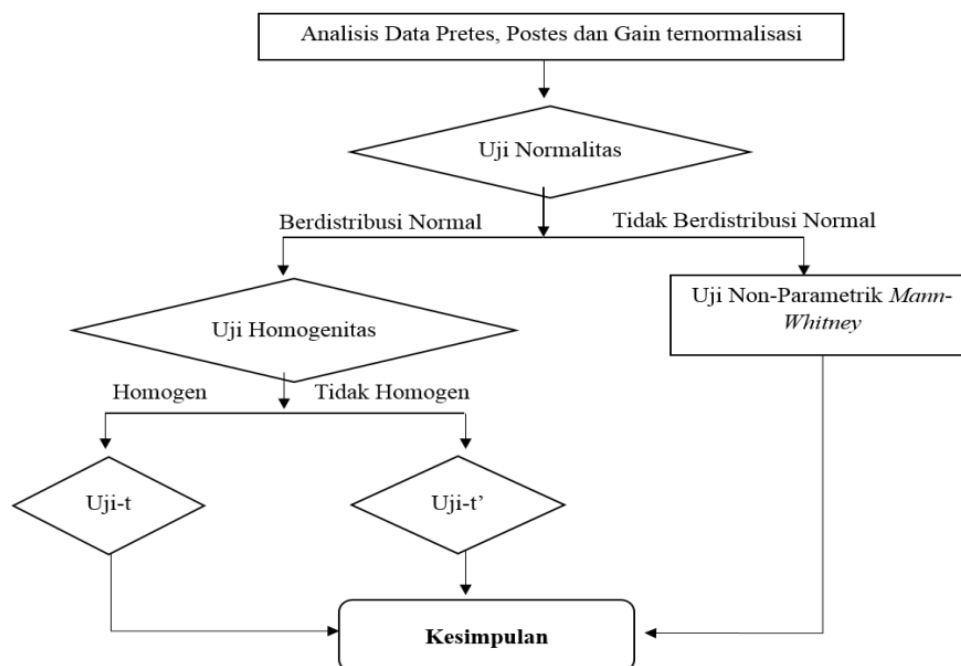 Analisis Data Pretes, Postes dan Gain ternormalisasi
Uji Normalitas
Berdistribusi Normal
Tidak Berdistribusi Normal
Uji Homogenitas
Uji Non-Parametrik Mann-
Whitney
Homogen
Tidak Homogen
Uji-t
Uji-t’
Kesimpulan